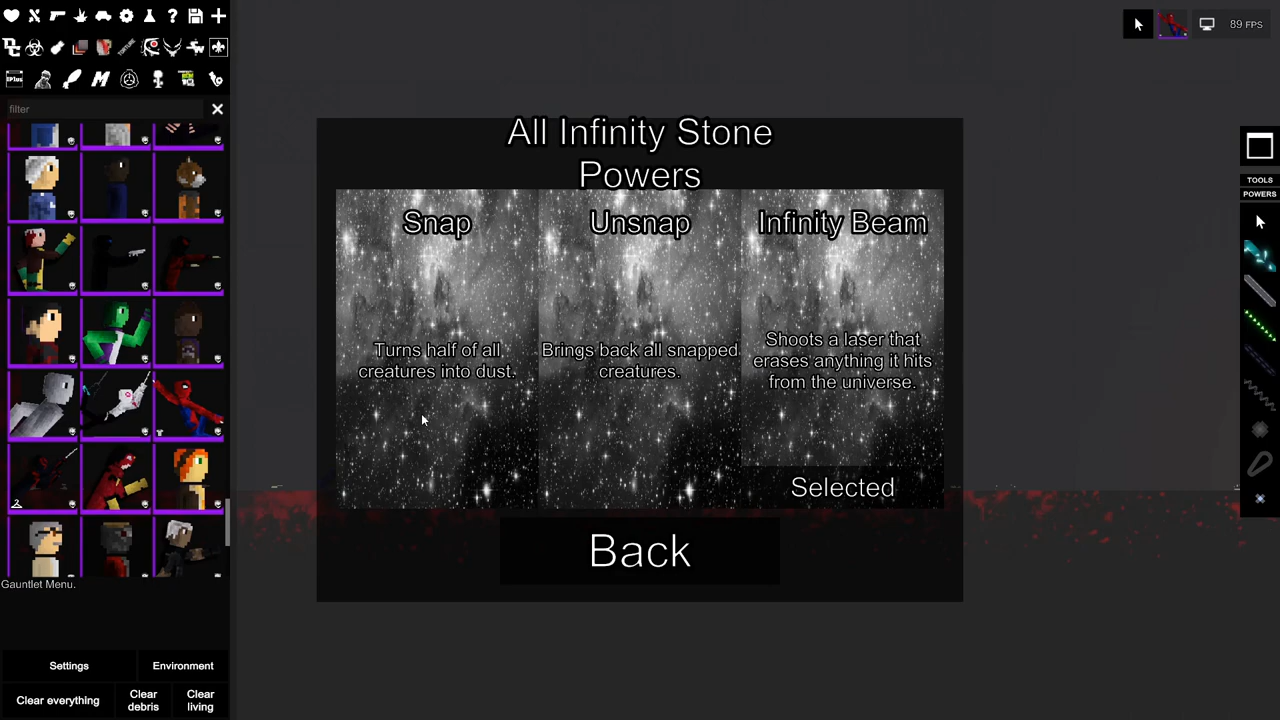 89 FPS
filter
TOOLS
POWERS
All Infinity Stone
Powers
Snap
Turns half of all
creatures into dust.
Unsnap
Brings back all snapped
creatures.
Infinity Beam
Shoots a laser that
erases anything it hits
from the universe.
Selected
Back
Gauntlet Menu.
Settings
Environment
Clear everything
Clear
debris
Clear
living